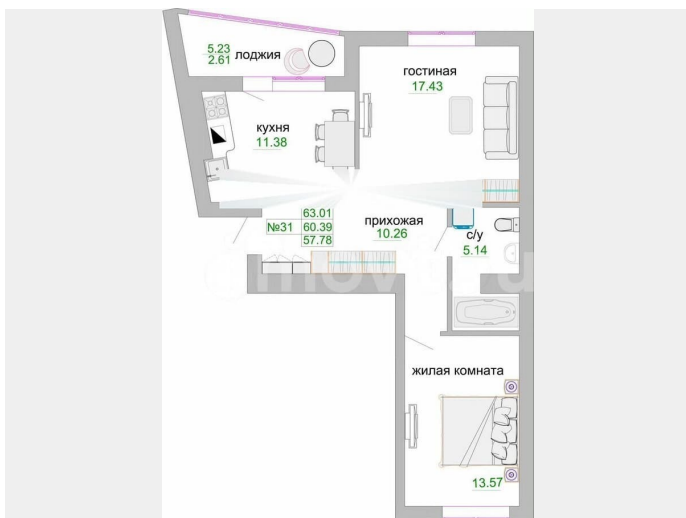 5.23
2.61
лоджия
гостиная
17.43
кухня
11.38
63.01
№31 60.39
57.78
прихожая
10.26
с/у
5.14
жилая комната
13.57